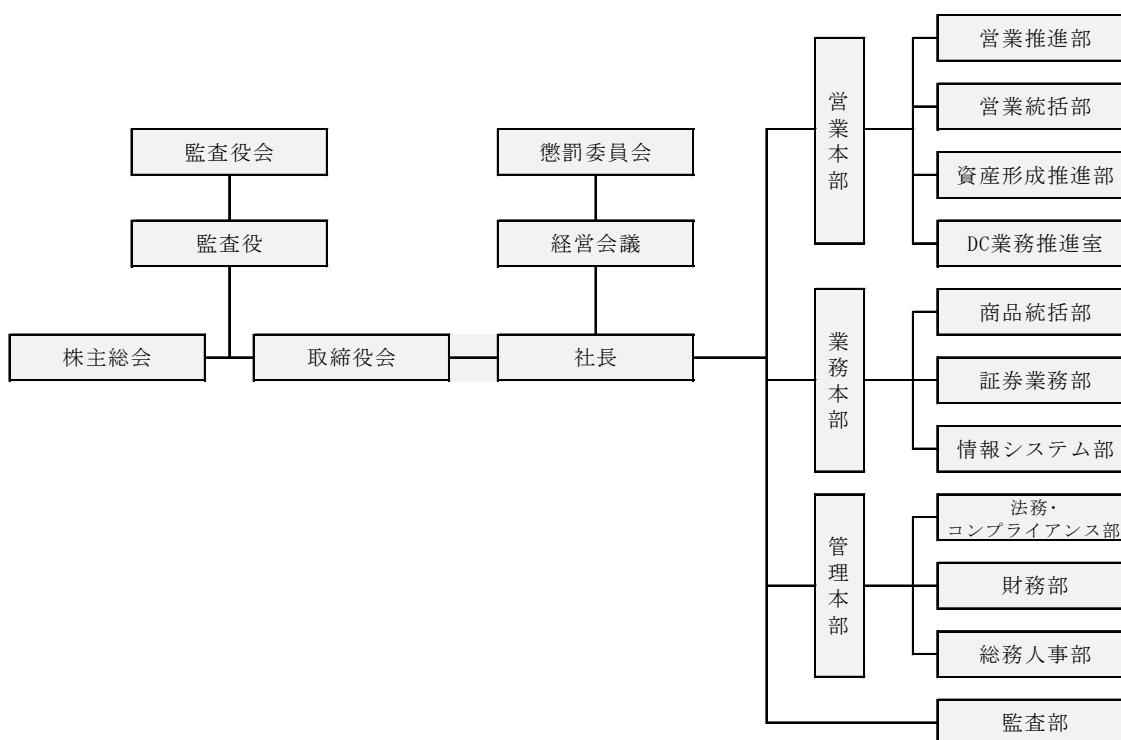 監査役会
監査役
株主総会
取締役会
懲罰委員会
経営会議
社長
営業本部
営業推進部
営業統括部
資産形成推進部
DC業務推進室
業務本部
商品統括部
証券業務部
情報システム部
管理本部
法務・
コンプライアンス部
財務部
総務人事部
監査部